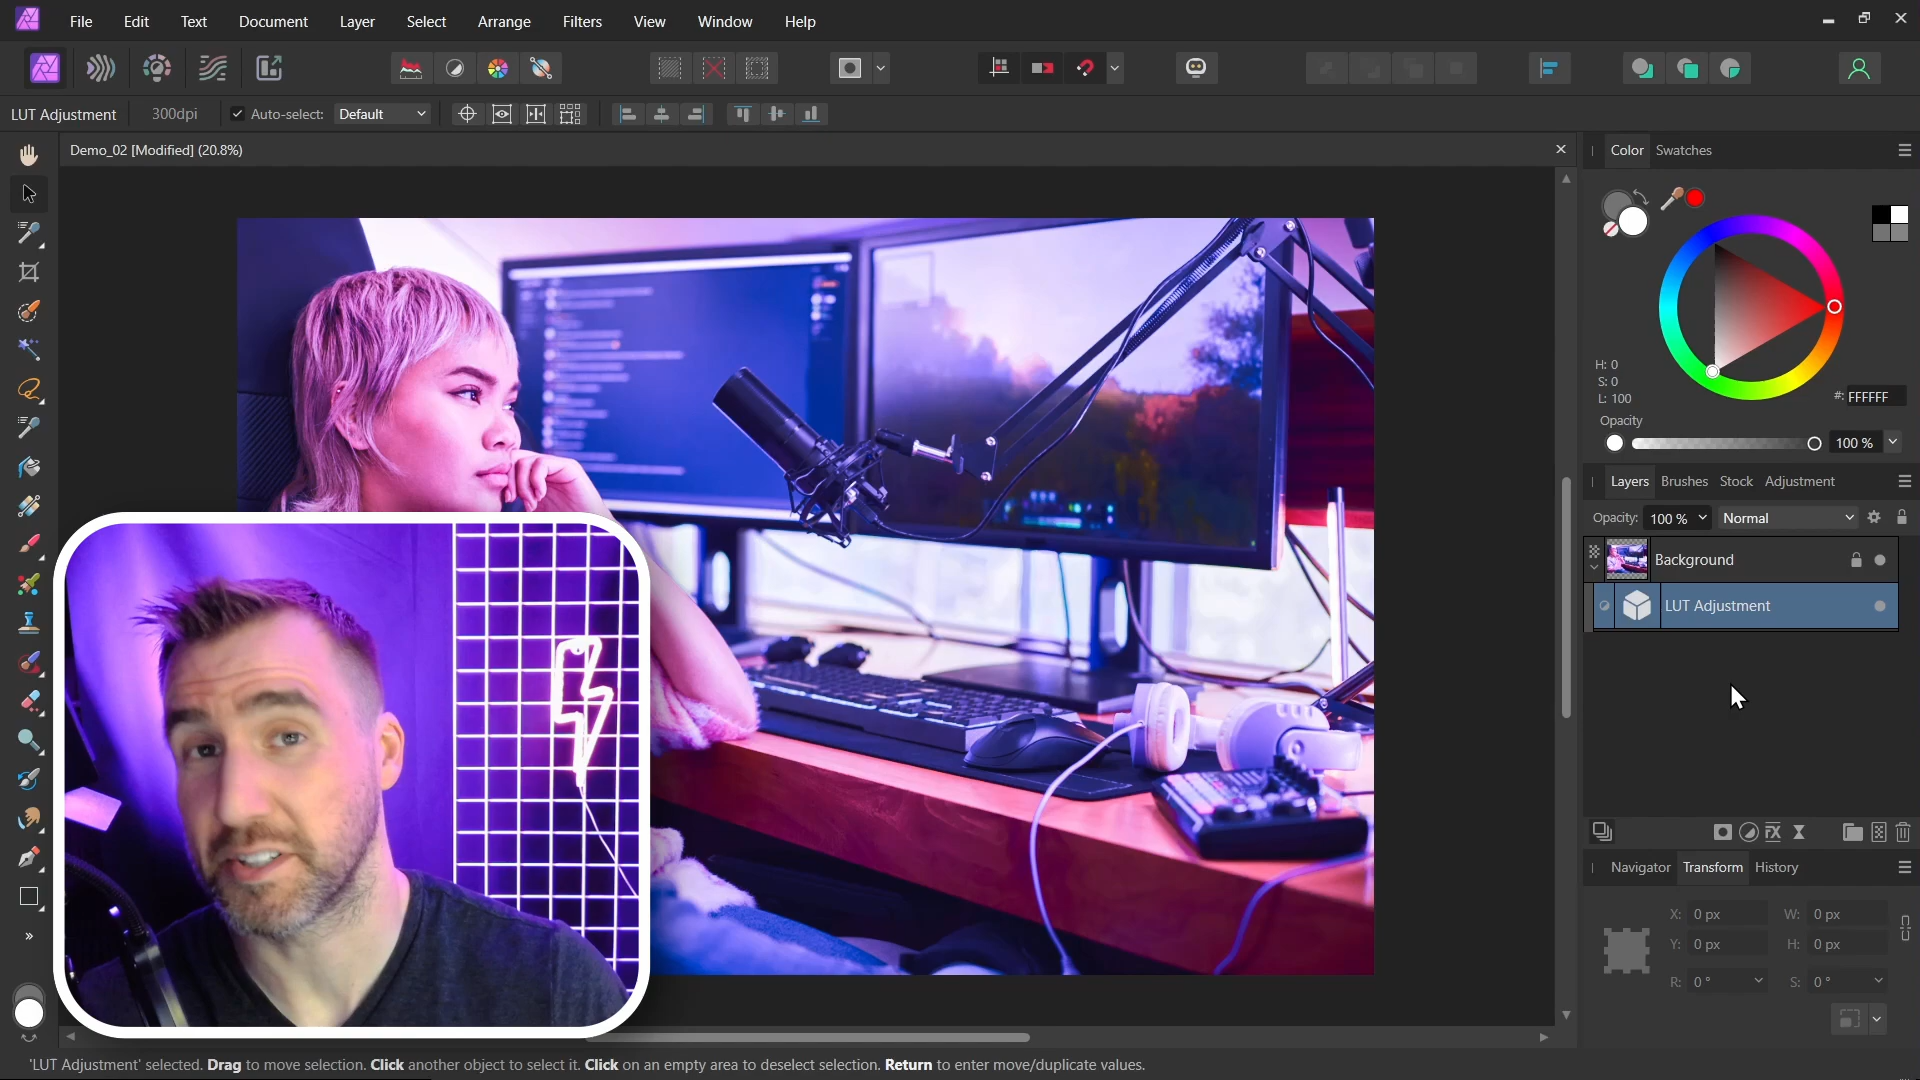 File Edit Text Document Layer Select Arrange Filters View Window Help
LUT Adjustment 300dpi Auto-select: Default
Demo_02 [Modified] (20.8%)
Color Swatches
H: 0
S: 0
L: 100
#: FFFFFF
Opacity
100 %
Layers Brushes Stock Adjustment
Opacity: 100 % Normal
Background
LUT Adjustment
FX
Navigator Transform History
X: 0 px W: 0 px
Y: 0 px H: 0 px
R: 0 ° S: 0 °
'LUT Adjustment' selected. Drag to move selection. Click another object to select it. Click on an empty area to deselect selection. Return to enter move/duplicate values.